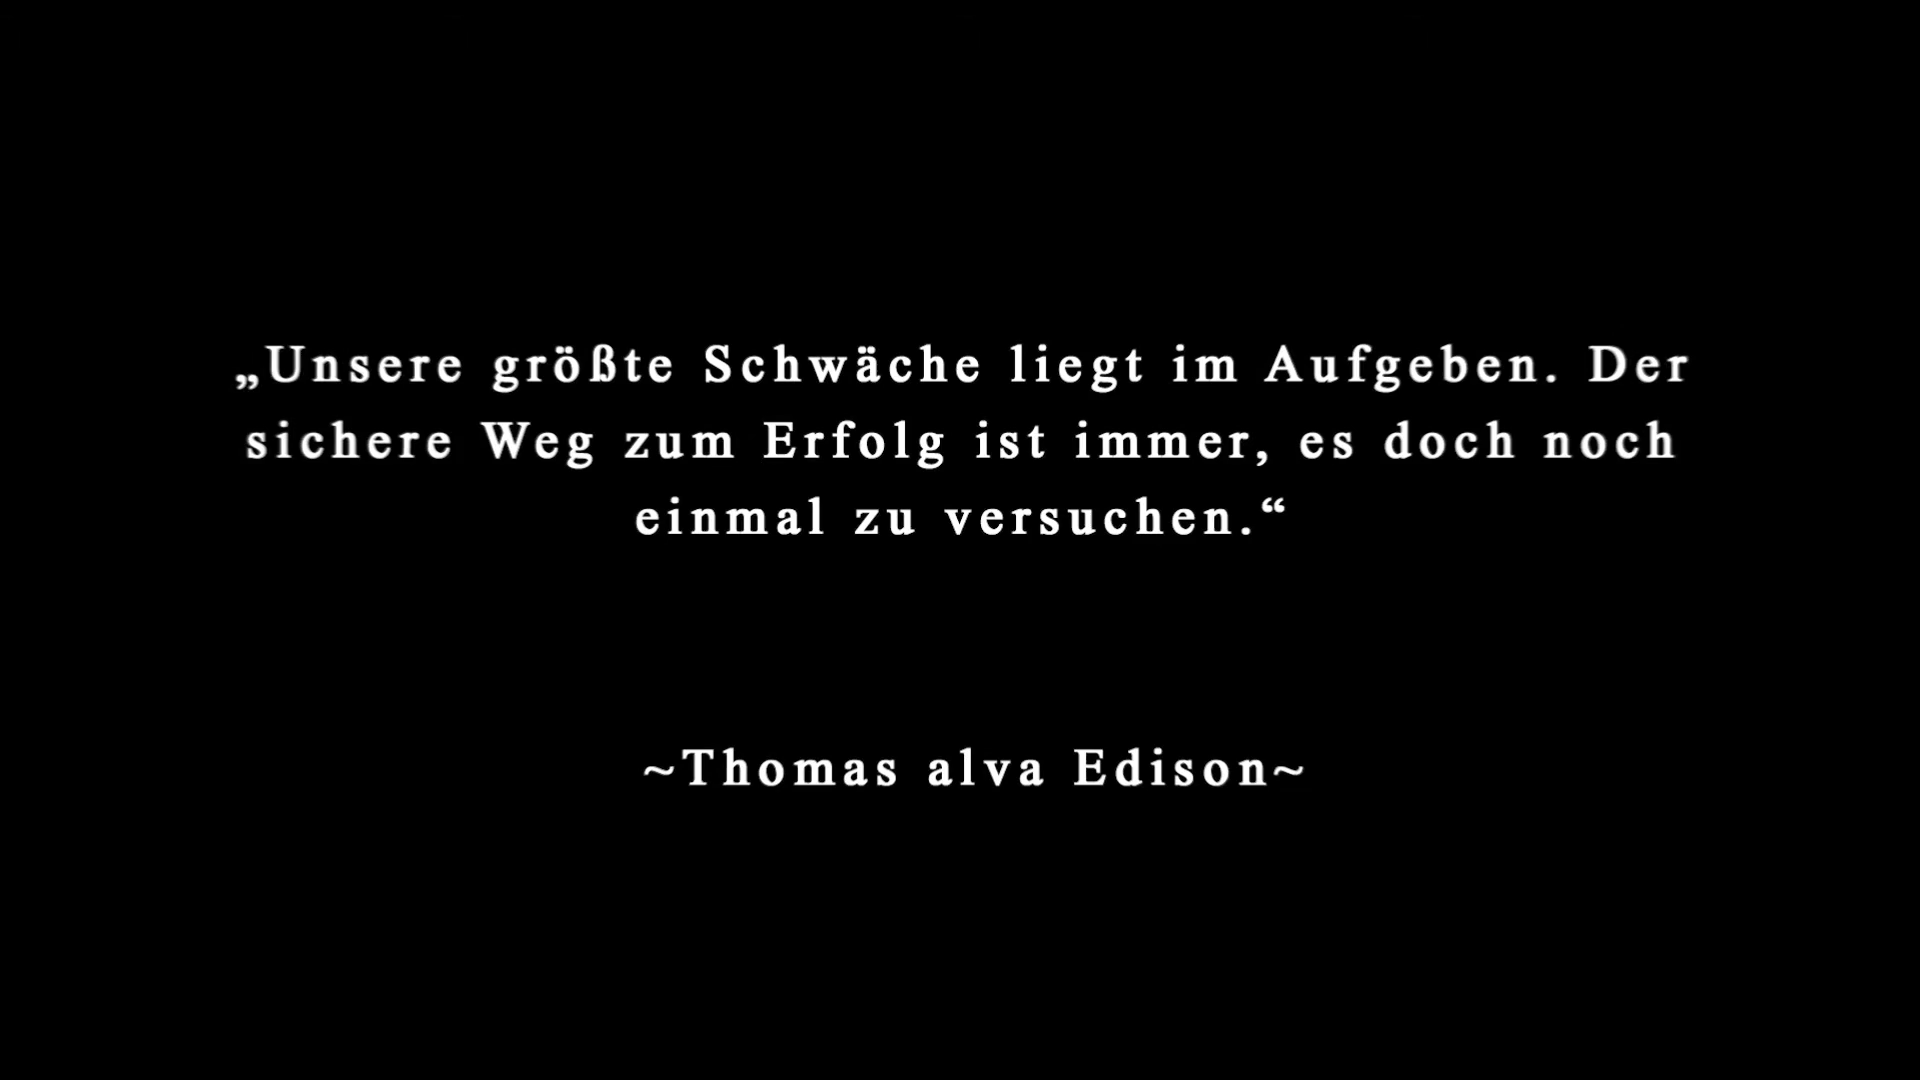 „Unsere größte Schwäche liegt im Aufgeben. Der
sichere Weg zum Erfolg ist immer, es doch noch
einmal zu versuchen.“
~Thomas alva Edison~